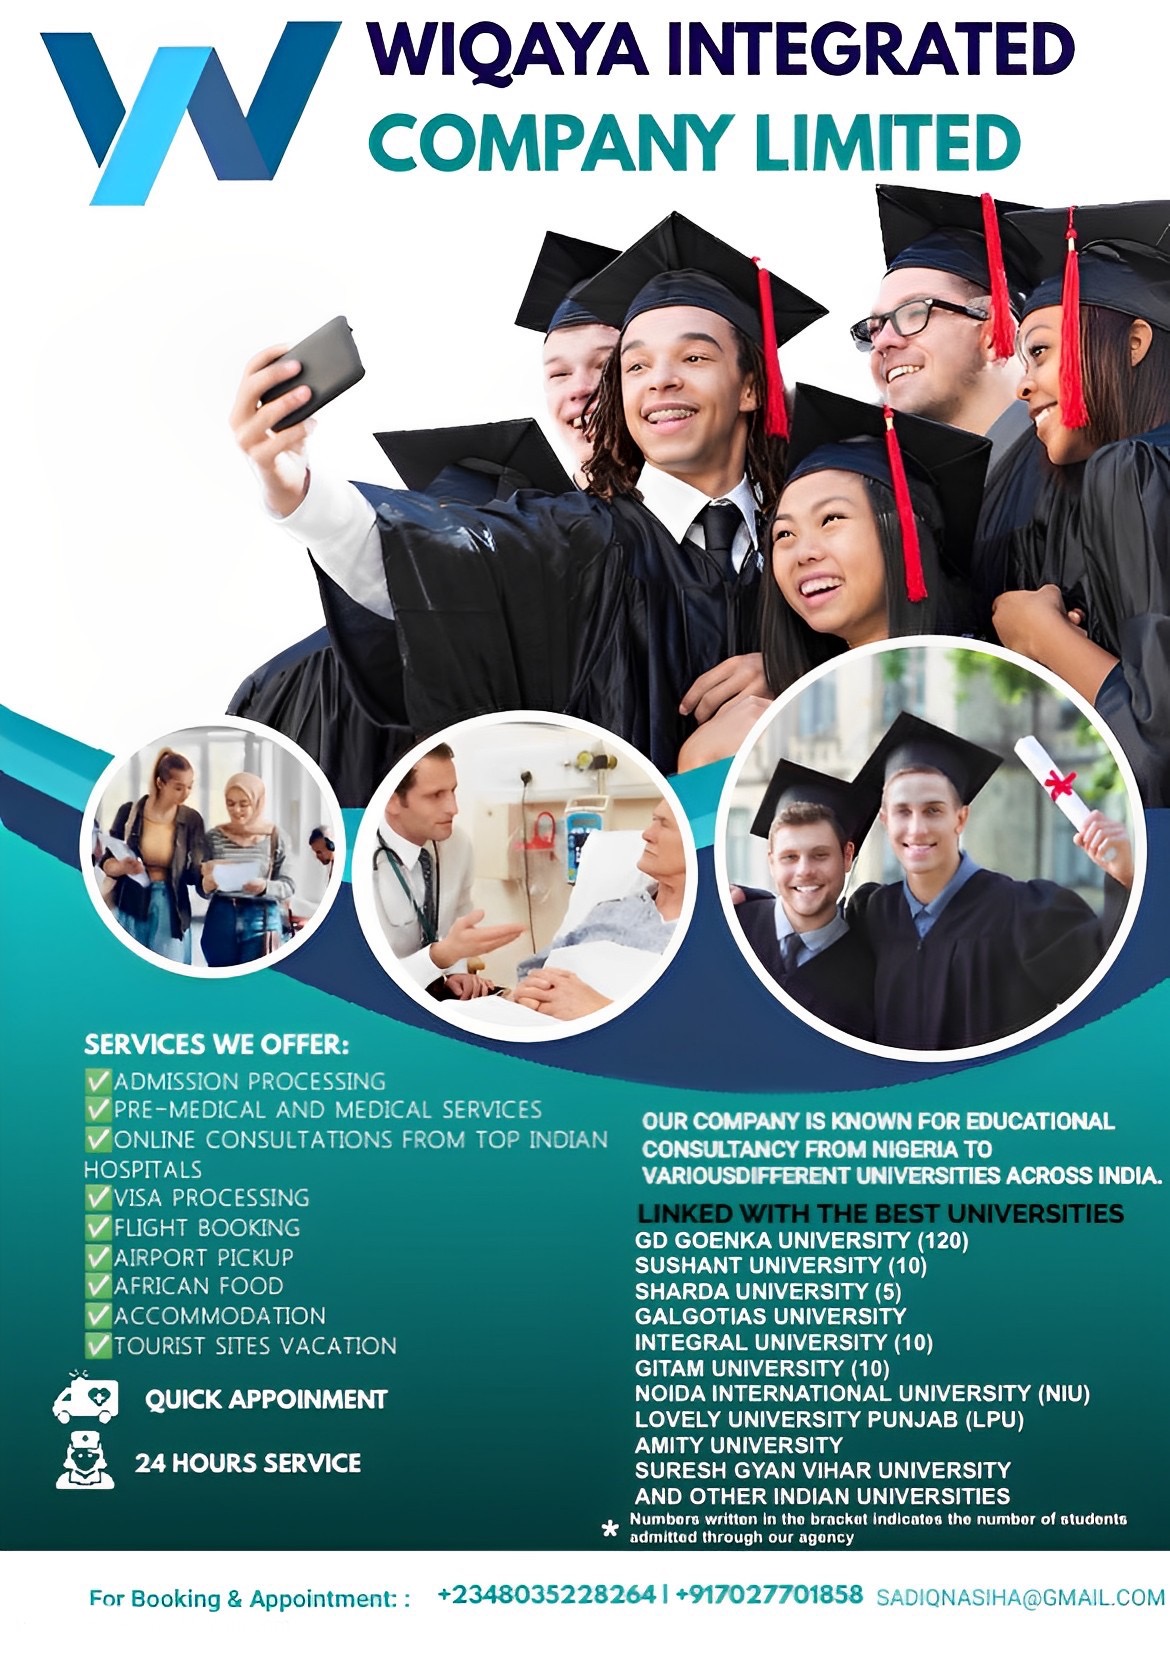 WIQAYA INTEGRATED
COMPANY LIMITED
SERVICES WE OFFER:
✅ADMISSION PROCESSING
✅PRE-MEDICAL AND MEDICAL SERVICES
✅ONLINE CONSULTATIONS FROM TOP INDIAN
HOSPITALS
✅VISA PROCESSING
✅FLIGHT BOOKING
✅AIRPORT PICKUP
✅AFRICAN FOOD
✅ACCOMMODATION
✅TOURIST SITES VACATION
QUICK APPOINMENT
24 HOURS SERVICE
OUR COMPANY IS KNOWN FOR EDUCATIONAL
CONSULTANCY FROM NIGERIA TO
VARIOUSDIFFERENT UNIVERSITIES ACROSS INDIA.
LINKED WITH THE BEST UNIVERSITIES
GD GOENKA UNIVERSITY (120)
SUSHANT UNIVERSITY (10)
SHARDA UNIVERSITY (5)
GALGOTIAS UNIVERSITY
INTEGRAL UNIVERSITY (10)
GITAM UNIVERSITY (10)
NOIDA INTERNATIONAL UNIVERSITY (NIU)
LOVELY UNIVERSITY PUNJAB (LPU)
AMITY UNIVERSITY
SURESH GYAN VIHAR UNIVERSITY
AND OTHER INDIAN UNIVERSITIES
* Numbers written in the bracket indicates the number of students
admitted through our agency
For Booking & Appointment: : +2348035228264 | +917027701858 SADIQNASIHA@GMAIL.COM